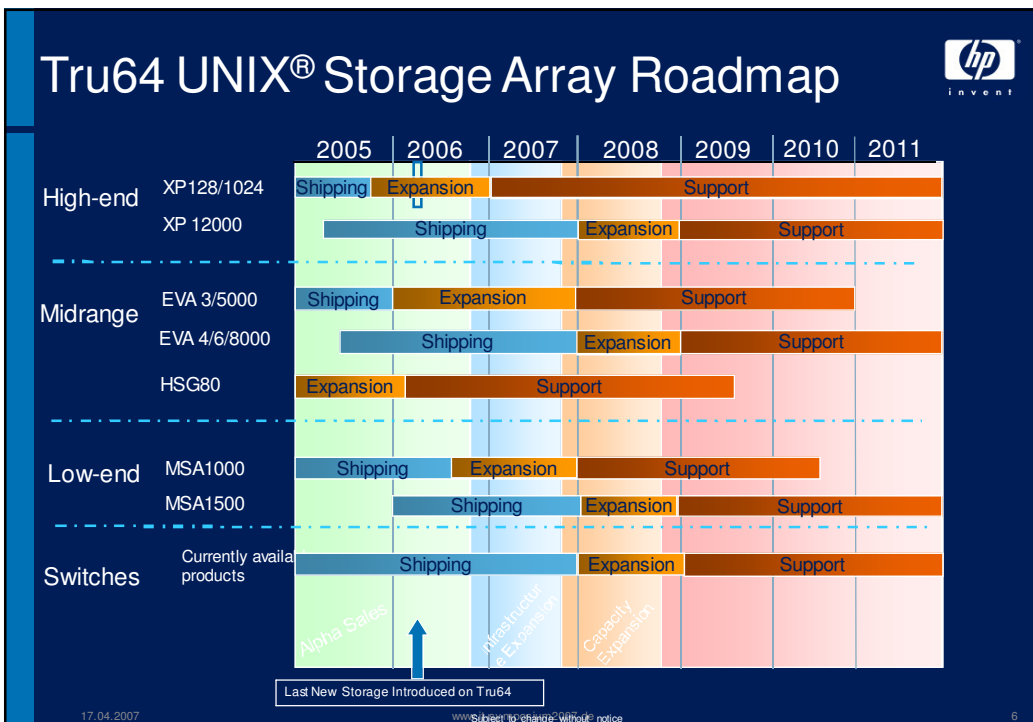 Tru64 UNIX® Storage Array Roadmap
hp
invent
2005 2006 2007 2008 2009 2010 2011
High-end
XP128/1024 Shipping Expansion Support
XP 12000 Shipping Expansion Support
Midrange
EVA 3/5000 Shipping Expansion Support
EVA 4/6/8000 Shipping Expansion Support
HSG80 Expansion Support
Low-end
MSA1000 Shipping Expansion Support
MSA1500 Shipping Expansion Support
Switches
Currently availa
products
Shipping Expansion Support
Alpha Sales
Infrastructur
e Expansion
Capacity
Expansion
Last New Storage Introduced on Tru64
17.04.2007
Subject to change without notice
6